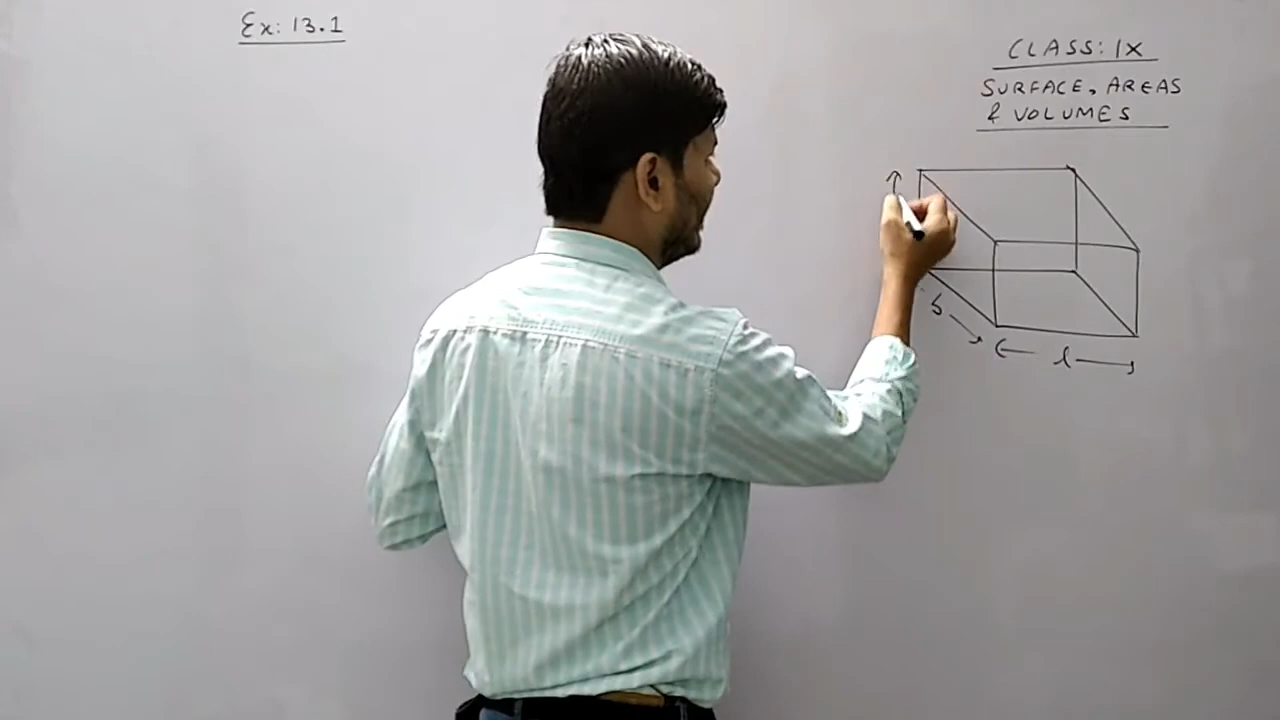 Ex: 13.1
CLASS: IX
SURFACE, AREAS
& VOLUMES
b
l